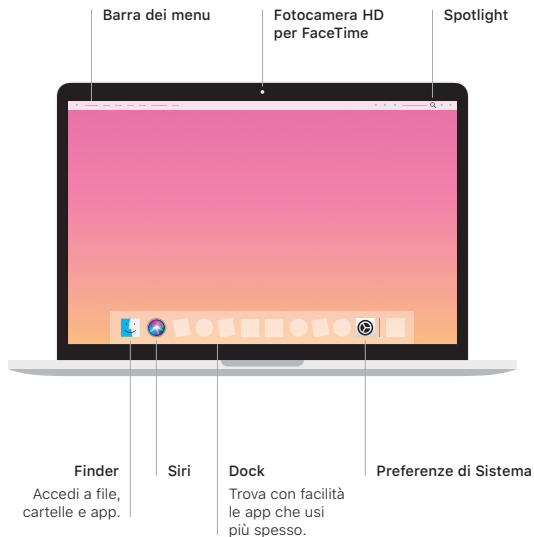 Barra dei menu
Fotocamera HD
per FaceTime
Spotlight
Finder
Accedi a file,
cartelle e app.
Siri
Dock
Trova con facilità
le app che usi
più spesso.
Preferenze di Sistema